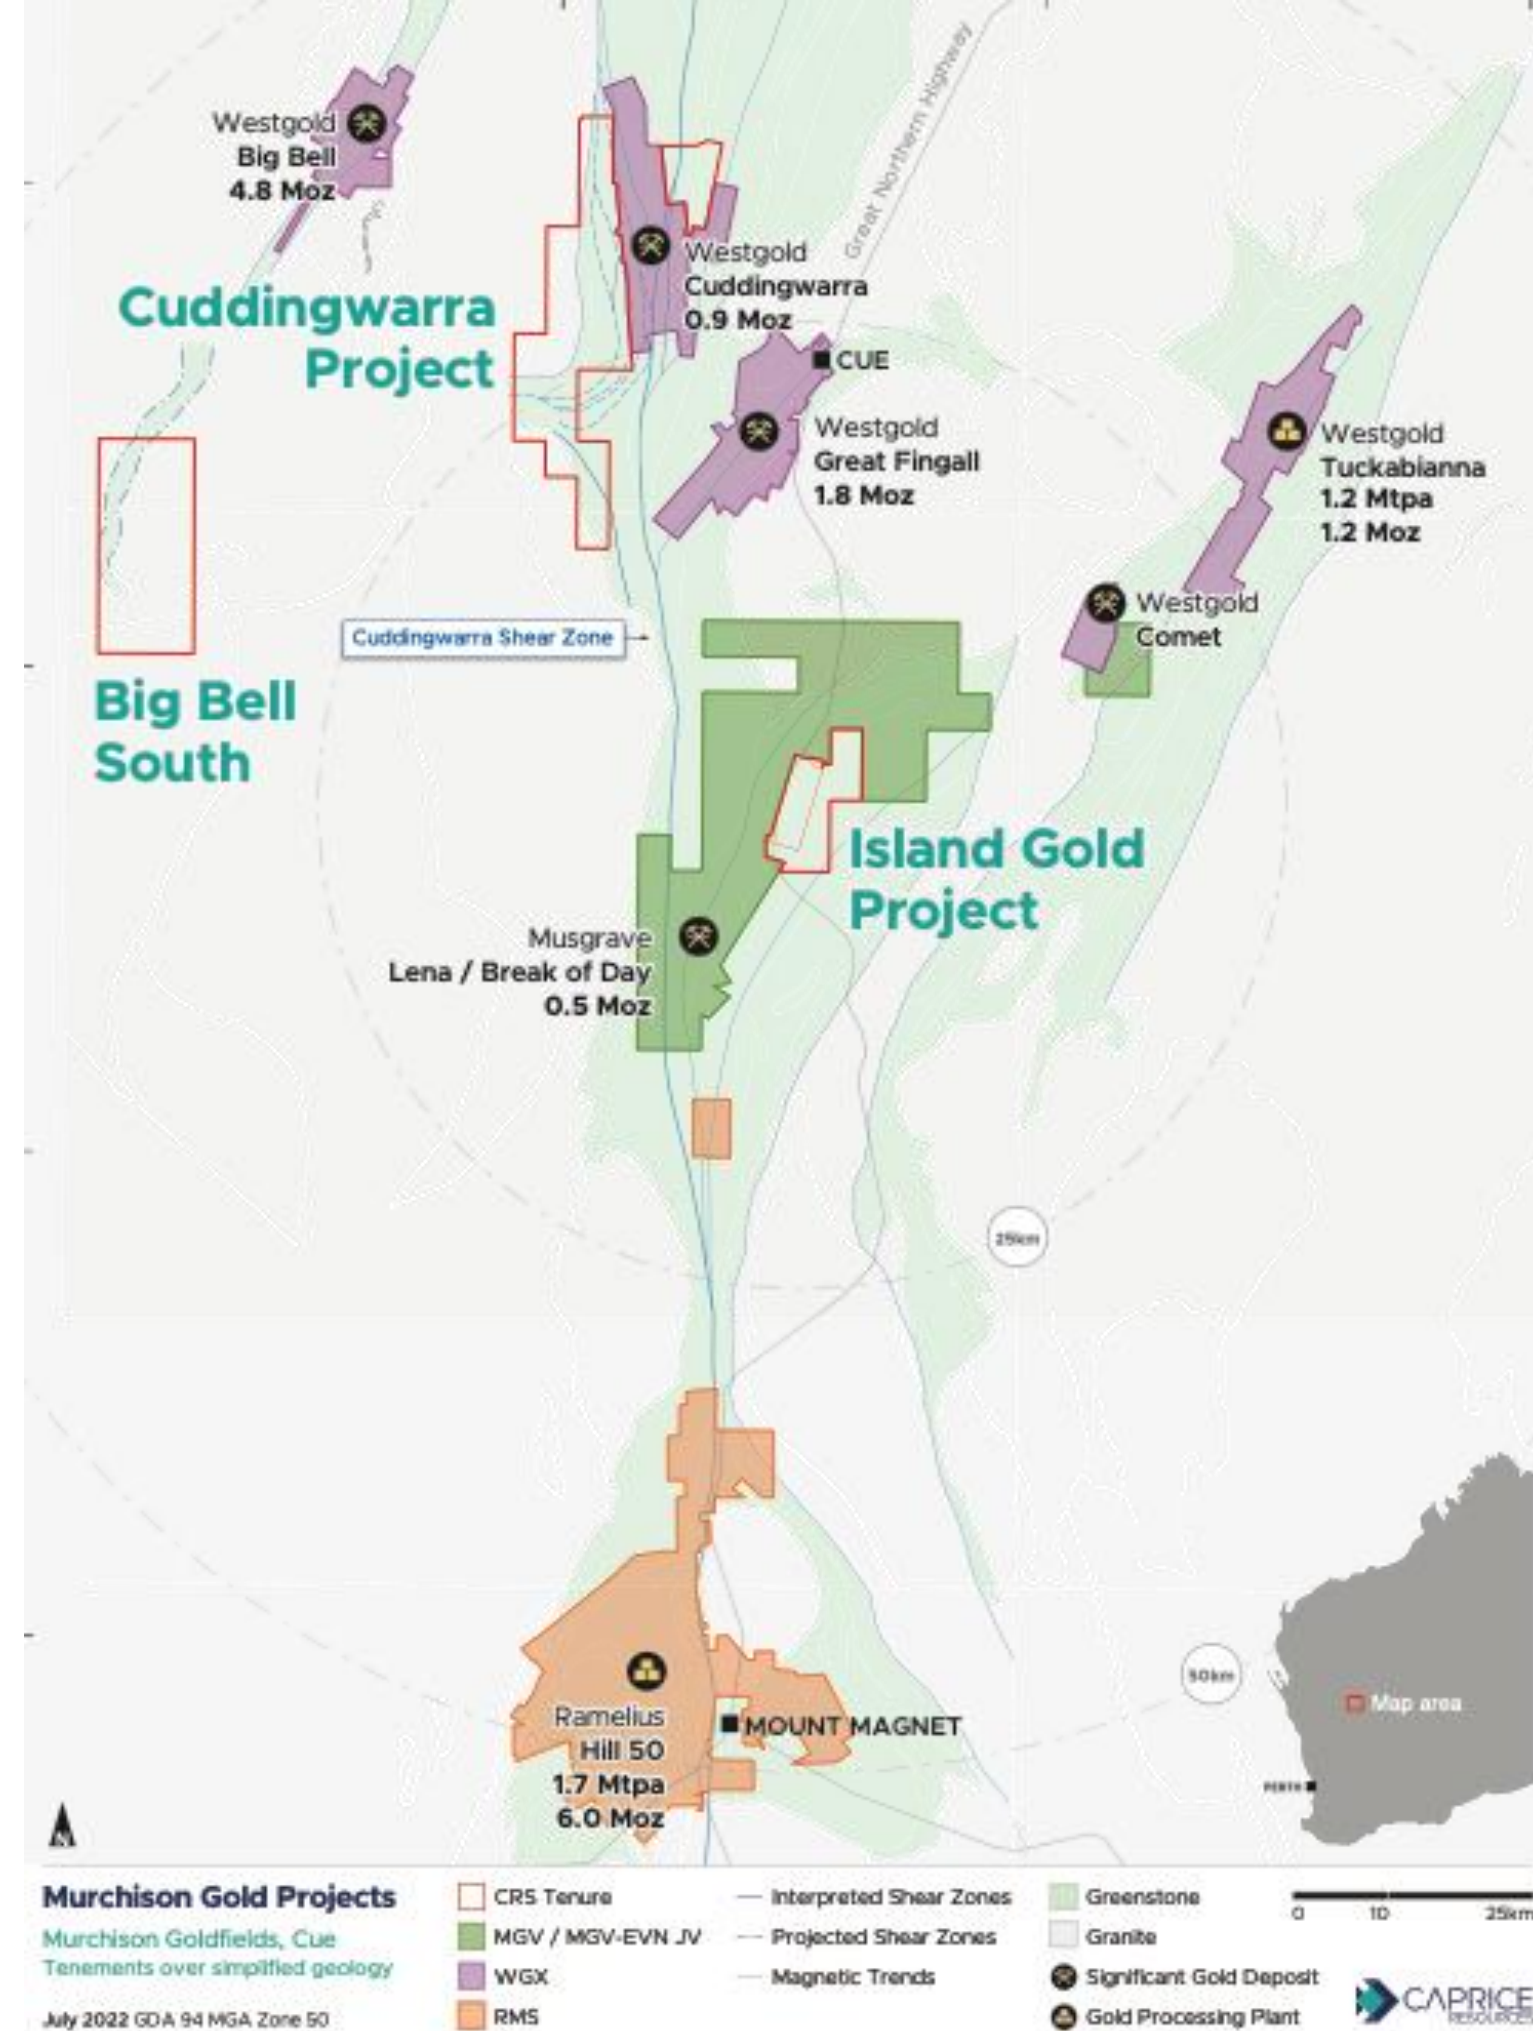 Great Northern Highway
Westgold
Big Bell
4.8 Moz
Westgold
Cuddingwarra
0.9 Moz
Cuddingwarra
Project
CUE
Westgold
Great Fingall
1.8 Moz
Westgold
Tuckabianna
1.2 Mtpa
1.2 Moz
Westgold
Comet
Cuddingwarra Shear Zone
Big Bell
South
Island Gold
Project
Musgrave
Lena / Break of Day
0.5 Moz
25km
50km
Map area
PERTH
Ramelius
Hill 50
1.7 Mtpa
6.0 Moz
MOUNT MAGNET
N
Murchison Gold Projects
Murchison Goldfields, Cue
Tenements over simplified geology
July 2022 GDA 94 MGA Zone 50
CRS Tenure
MGV / MGV-EVN JV
WGX
RMS
Interpreted Shear Zones
Projected Shear Zones
Magnetic Trends
Greenstone
Granite
Significant Gold Deposit
Gold Processing Plant
0 10 25km
CAPRICE
RESOURCES